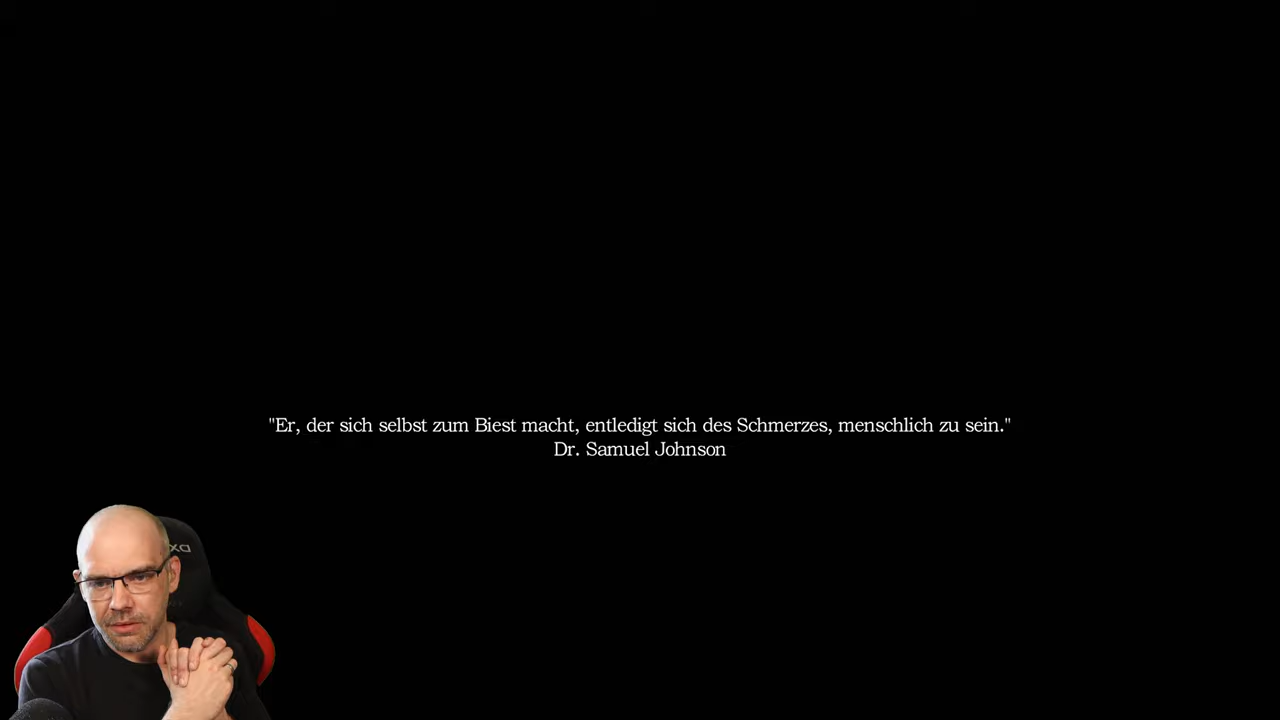 "Er, der sich selbst zum Biest macht, entledigt sich des Schmerzes, menschlich zu sein."
Dr. Samuel Johnson